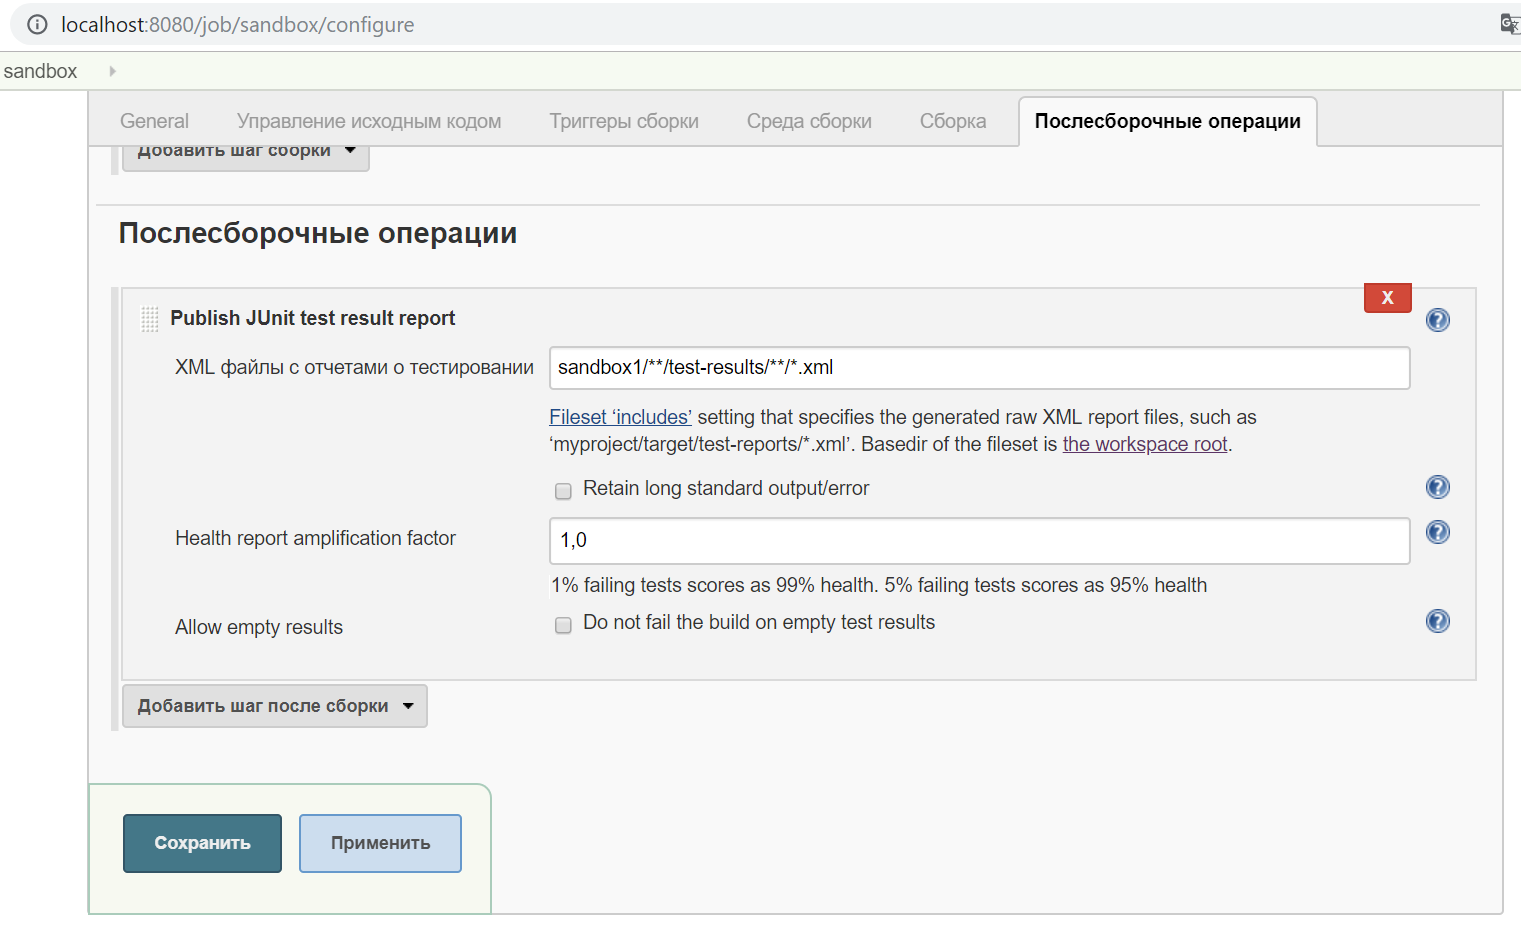 localhost:8080/job/sandbox/configure
sandbox
General Управление исходным кодом Триггеры сборки Среда сборки Сборка Послесборочные операции
Добавить шаг сборки
Послесборочные операции
X
Publish JUnit test result report
XML файлы с отчетами о тестировании sandbox1/**/test-results/**/*.xml
Fileset ‘includes’ setting that specifies the generated raw XML report files, such as
‘myproject/target/test-reports/*.xml’. Basedir of the fileset is the workspace root.
Retain long standard output/error
Health report amplification factor 1,0
1% failing tests scores as 99% health. 5% failing tests scores as 95% health
Allow empty results Do not fail the build on empty test results
Добавить шаг после сборки
Сохранить Применить